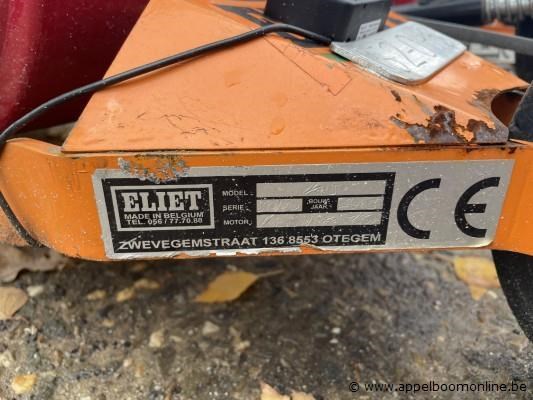 ELIET
MADE IN BELGIUM
TEL. 056 / 77.70.88
MODEL
SERIE
BOUW-
JAAR
MOTOR
ZWEVEGEMSTRAAT 136 8553 OTEGEM
CE
www.appelboomonline.be